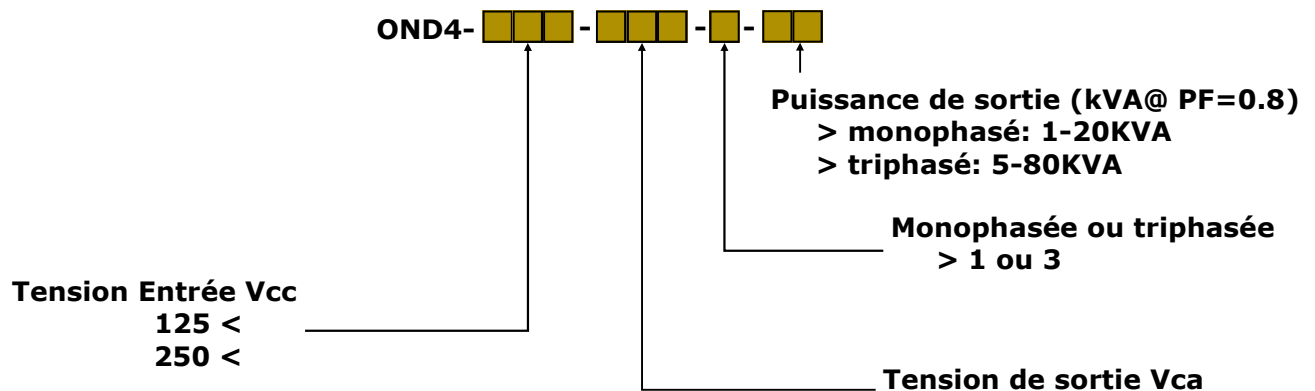 OND4- - - -
Puissance de sortie (kVA@ PF=0.8)
> monophasé: 1-20KVA
> triphasé: 5-80KVA
Monophasée ou triphasée
> 1 ou 3
Tension Entrée Vcc
125 <
250 <
Tension de sortie Vca